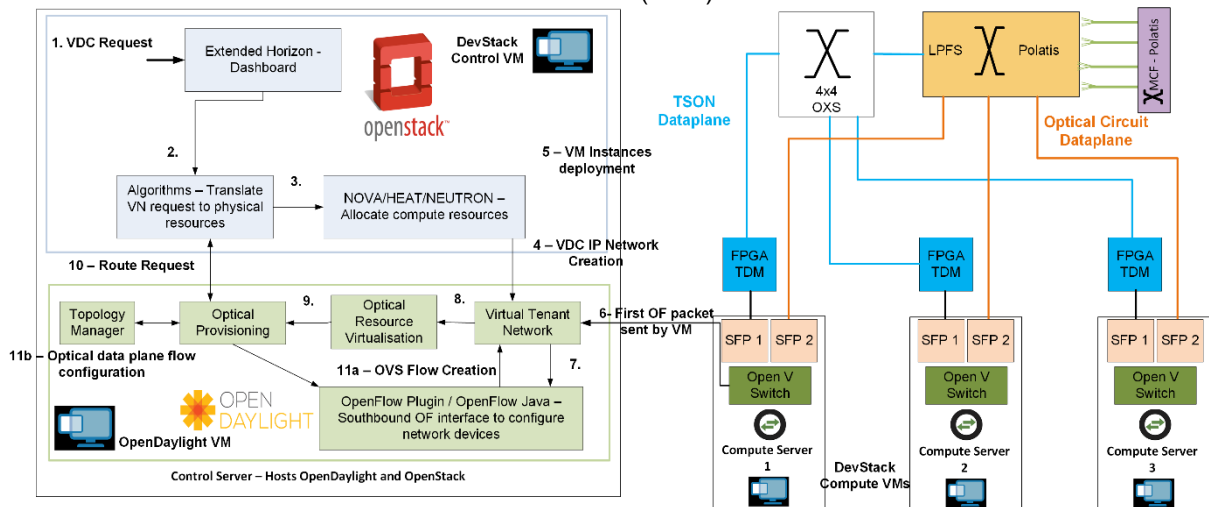 1. VDC Request
Extended Horizon -
Dashboard
DevStack
Control VM
openstack™
2.
5 – VM Instances
deployment
Algorithms – Translate
VN request to physical
resources
3.
NOVA/HEAT/NEUTRON –
Allocate compute resources
4 – VDC IP Network
Creation
10 – Route Request
Topology
Manager
Optical
Provisioning
9.
Optical
Resource
Virtualisation
8.
Virtual Tenant
Network
6- First OF packet
sent by VM
11b – Optical data plane flow
configuration
11a – OVS Flow Creation
7.
OPEN
DAYLIGHT
OpenFlow Plugin / OpenFlow Java –
Southbound OF interface to configure
network devices
OpenDaylight VM
Control Server – Hosts OpenDaylight and OpenStack
4x4
OXS
LPFS
Polatis
MCF - Polatis
TSON
Dataplane
Optical Circuit
Dataplane
FPGA
TDM
FPGA
TDM
FPGA
TDM
SFP 1
SFP 2
SFP 1
SFP 2
SFP 1
SFP 2
Open V
Switch
Open V
Switch
Open V
Switch
Compute Server
1
Compute Server
2
Compute Server
3
DevStack
Compute VMs